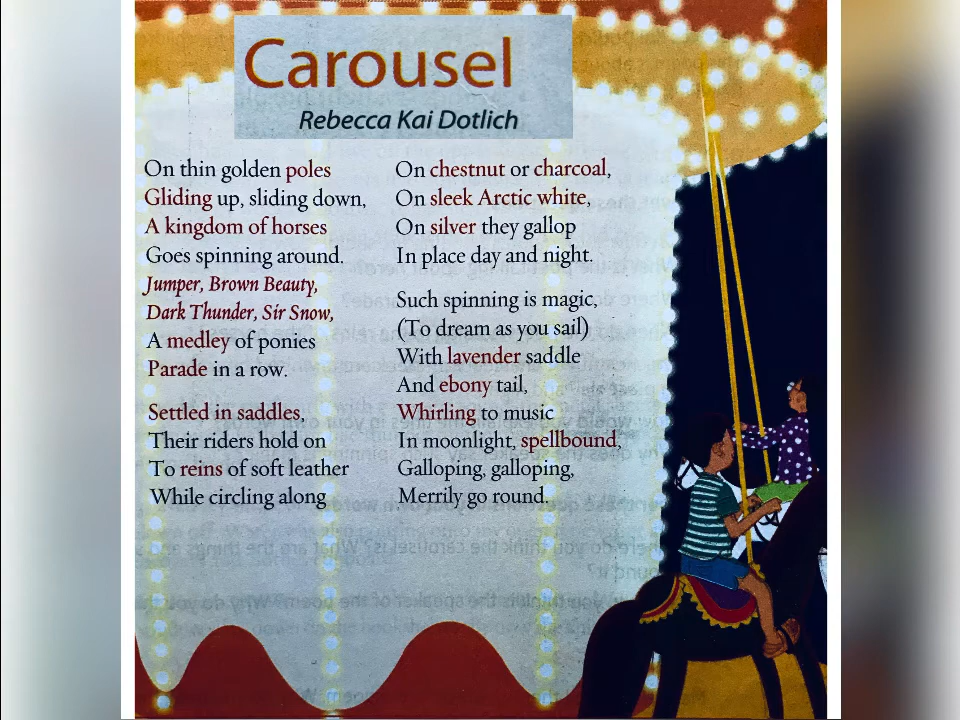 Carousel
Rebecca Kai Dotlich
On thin golden poles
Gliding up, sliding down,
A kingdom of horses
Goes spinning around.
Jumper, Brown Beauty,
Dark Thunder, Sir Snow,
A medley of ponies
Parade in a row.
Settled in saddles,
Their riders hold on
To reins of soft leather
While circling along
On chestnut or charcoal,
On sleek Arctic white,
On silver they gallop
In place day and night.
Such spinning is magic,
(To dream as you sail)
With lavender saddle
And ebony tail,
Whirling to music
In moonlight, spellbound,
Galloping, galloping,
Merrily go round.